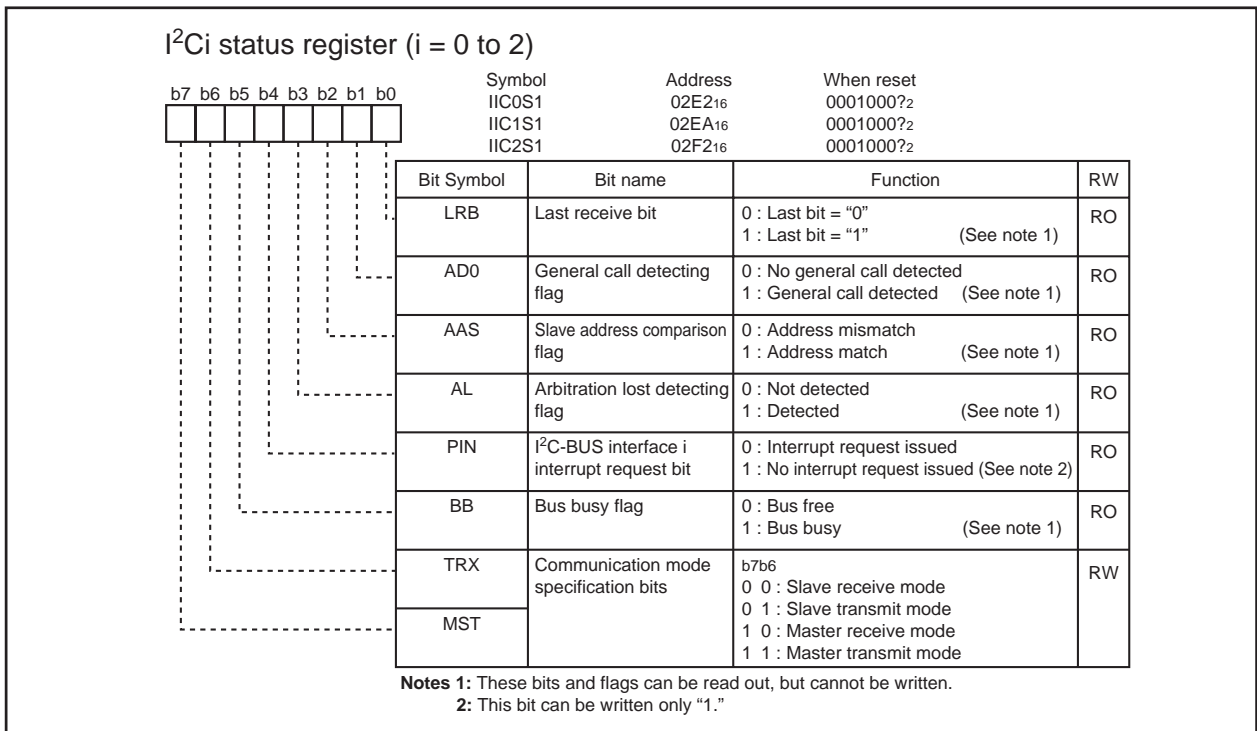 I²Ci status register (i = 0 to 2)
Symbol Address When reset
b7 b6 b5 b4 b3 b2 b1 b0
IIC0S1 02E2₁₆ 0001000?₂
IIC1S1 02EA₁₆ 0001000?₂
IIC2S1 02F2₁₆ 0001000?₂
Bit Symbol Bit name Function RW
LRB Last receive bit 0 : Last bit = “0” RO
1 : Last bit = “1” (See note 1)
AD0 General call detecting 0 : No general call detected RO
flag 1 : General call detected (See note 1)
AAS Slave address comparison 0 : Address mismatch RO
flag 1 : Address match (See note 1)
AL Arbitration lost detecting 0 : Not detected RO
flag 1 : Detected (See note 1)
PIN I²C-BUS interface i 0 : Interrupt request issued RO
interrupt request bit 1 : No interrupt request issued (See note 2)
BB Bus busy flag 0 : Bus free RO
1 : Bus busy (See note 1)
TRX Communication mode b7b6 RW
specification bits 0 0 : Slave receive mode
0 1 : Slave transmit mode
MST 1 0 : Master receive mode
1 1 : Master transmit mode
Notes 1: These bits and flags can be read out, but cannot be written.
2: This bit can be written only “1.”